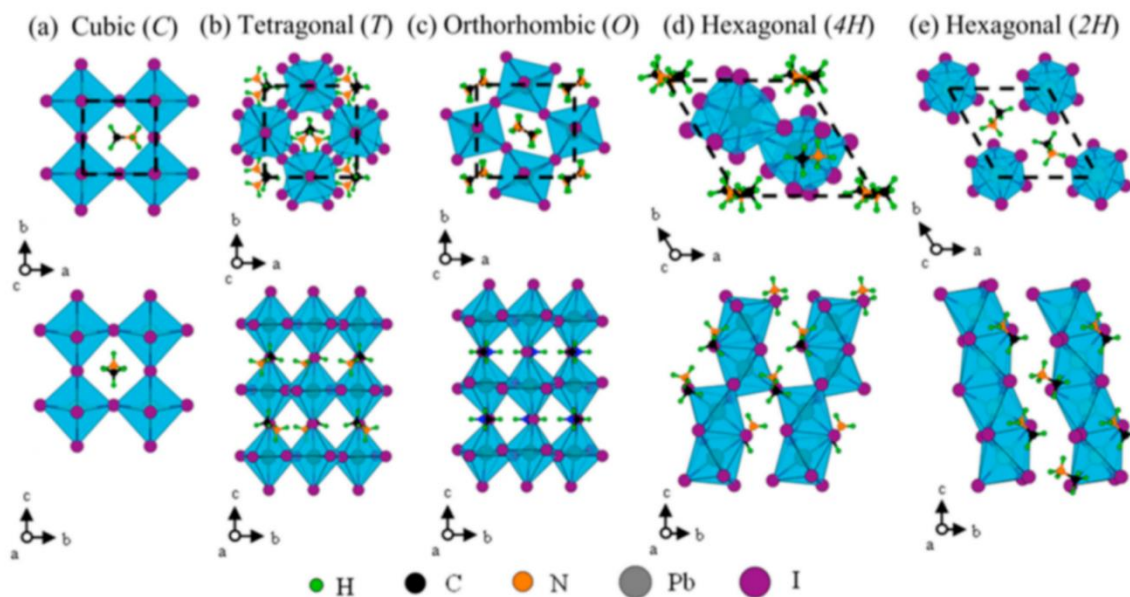 (a) Cubic (C) (b) Tetragonal (T) (c) Orthorhombic (O) (d) Hexagonal (4H) (e) Hexagonal (2H)
b b b b b
c a c a c a c a c a
c c c c c
a b a b a b a b a b
H C N Pb I